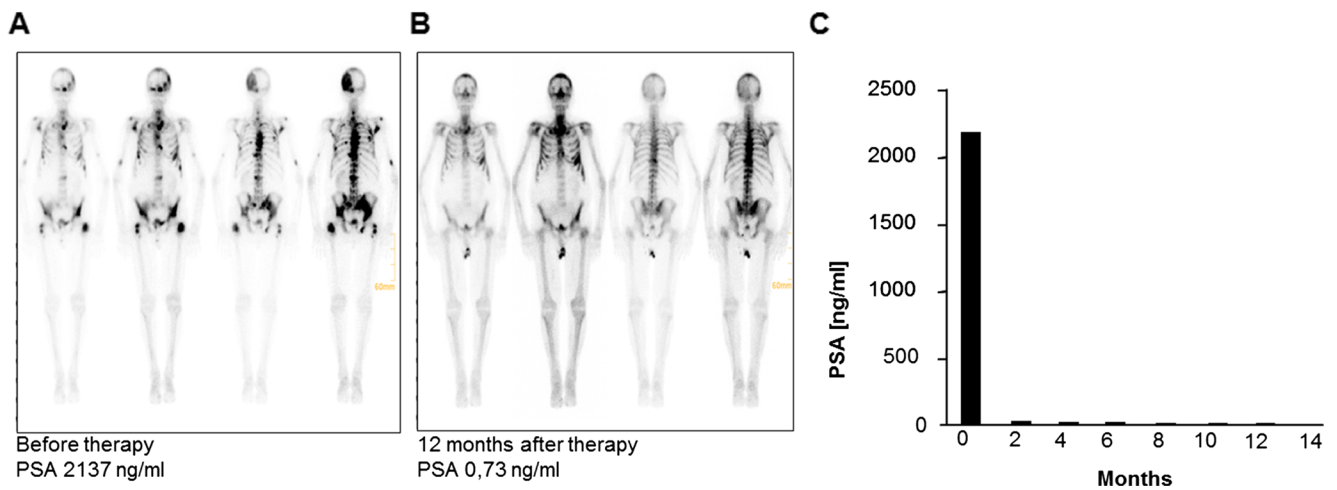 A
B
C
60mm
60mm
Before therapy
PSA 2137 ng/ml
12 months after therapy
PSA 0,73 ng/ml
PSA [ng/ml]
2500
2000
1500
1000
500
0
0 2 4 6 8 10 12 14
Months